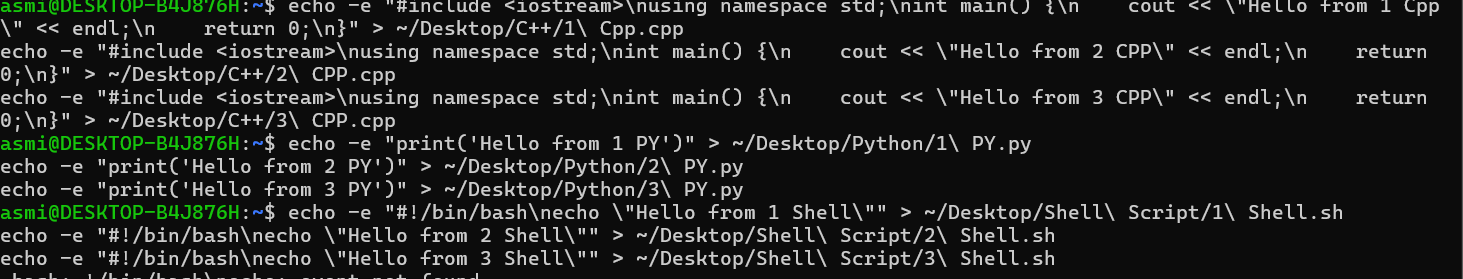 asmi@DESKTOP-B4J876H:~$ echo -e "#include <iostream>\nusing namespace std;\nint main() {\n    cout << \"Hello from 1 Cpp
\" << endl;\n    return 0;\n}" > ~/Desktop/C++/1\ Cpp.cpp
echo -e "#include <iostream>\nusing namespace std;\nint main() {\n    cout << \"Hello from 2 CPP\" << endl;\n    return
0;\n}" > ~/Desktop/C++/2\ CPP.cpp
echo -e "#include <iostream>\nusing namespace std;\nint main() {\n    cout << \"Hello from 3 CPP\" << endl;\n    return
0;\n}" > ~/Desktop/C++/3\ CPP.cpp
asmi@DESKTOP-B4J876H:~$ echo -e "print('Hello from 1 PY')" > ~/Desktop/Python/1\ PY.py
echo -e "print('Hello from 2 PY')" > ~/Desktop/Python/2\ PY.py
echo -e "print('Hello from 3 PY')" > ~/Desktop/Python/3\ PY.py
asmi@DESKTOP-B4J876H:~$ echo -e "#!/bin/bash\necho \"Hello from 1 Shell\"" > ~/Desktop/Shell\ Script/1\ Shell.sh
echo -e "#!/bin/bash\necho \"Hello from 2 Shell\"" > ~/Desktop/Shell\ Script/2\ Shell.sh
echo -e "#!/bin/bash\necho \"Hello from 3 Shell\"" > ~/Desktop/Shell\ Script/3\ Shell.sh
-bash: !/bin/bash\necho: event not found